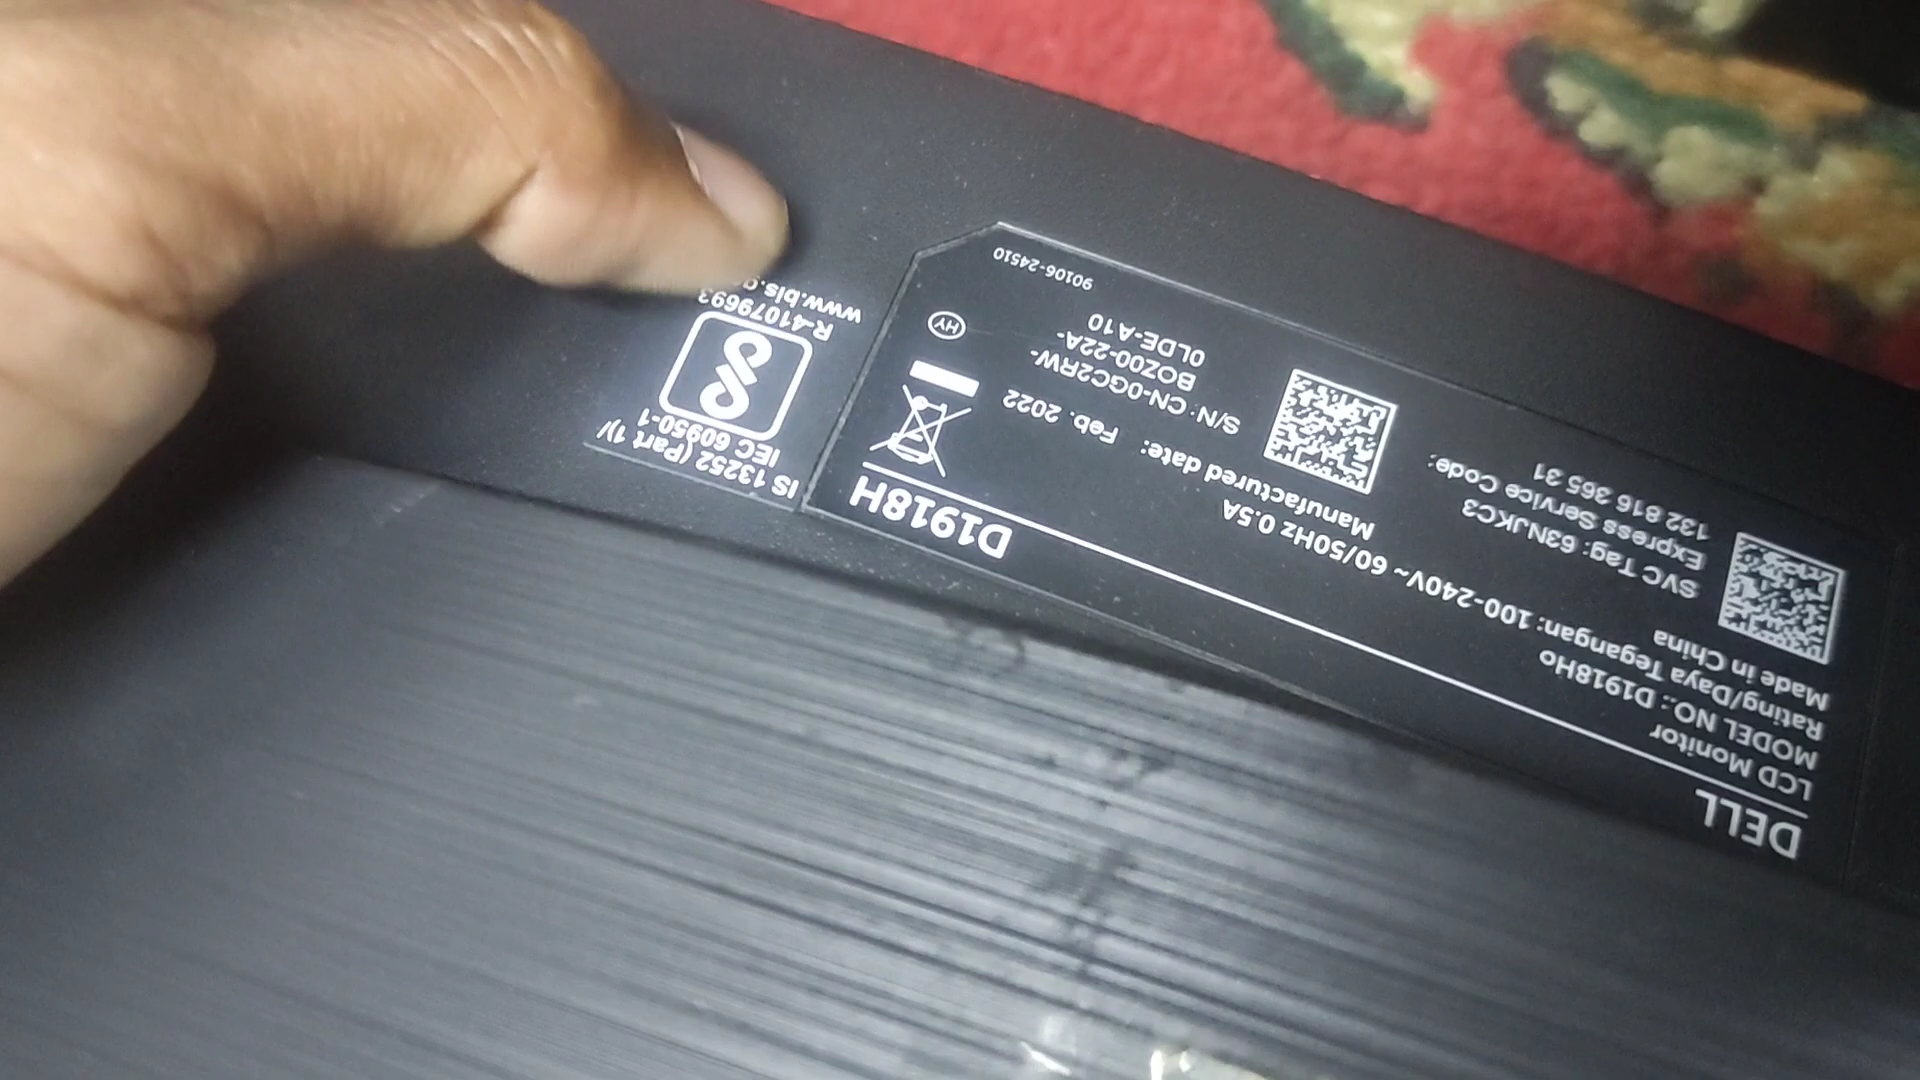 DELL
D1918H
LCD Monitor
MODEL NO.: D1918Ho
Rating/Daya Tegangan: 100-240V~ 60/50Hz 0.5A
Made in China
SVC Tag: 63NJKC3
Express Service Code:
132 816 365 31
Manufactured date: Feb. 2022
S/N: CN-0GC2RW-
BOZ00-22A-
0LDE-A10
HY
90106-24510
IS 13252 (Part 1)/
IEC 60950-1
R-41079693
www.bis.